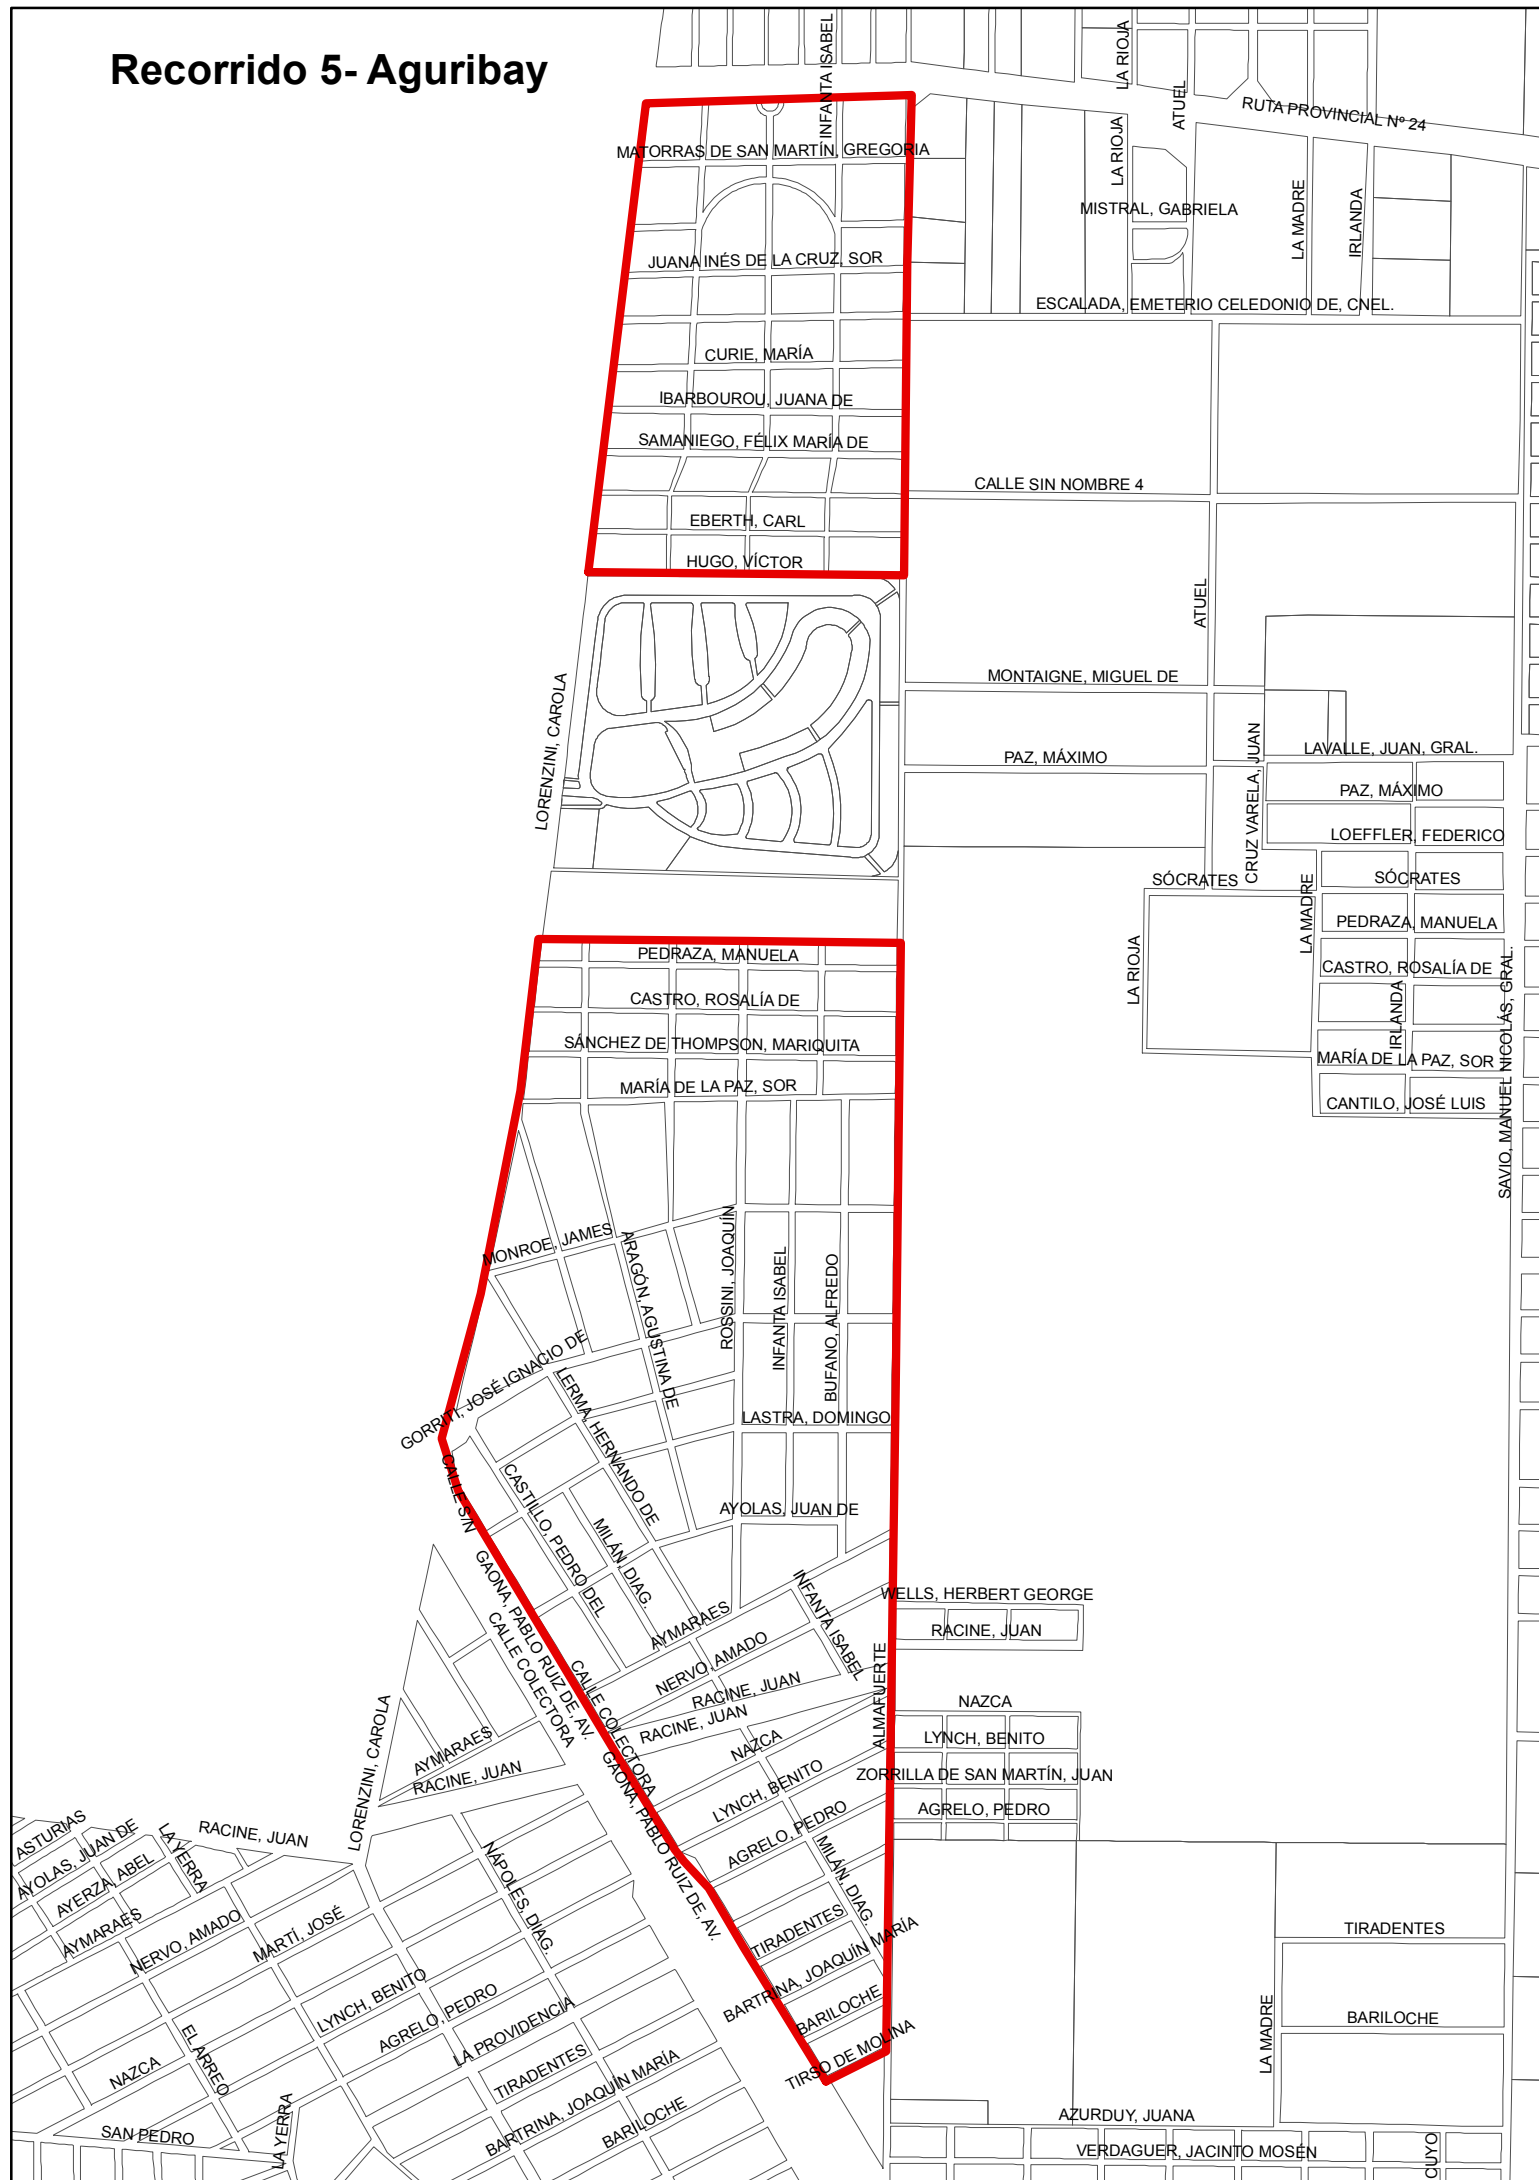 Recorrido 5- Aguribay
INFANTA ISABEL
LA RIOJA
ATUEL
RUTA PROVINCIAL Nº 24
MATORRAS DE SAN MARTÍN, GREGORIA
LA RIOJA
MISTRAL, GABRIELA
LA MADRE
IRLANDA
JUANA INÉS DE LA CRUZ, SOR
ESCALADA, EMETERIO CELEDONIO DE, CNEL.
CURIE, MARÍA
IBARBOUROU, JUANA DE
SAMANIEGO, FÉLIX MARÍA DE
CALLE SIN NOMBRE 4
EBERTH, CARL
HUGO, VÍCTOR
ATUEL
MONTAIGNE, MIGUEL DE
LORENZINI, CAROLA
PAZ, MÁXIMO
CRUZ VARELA, JUAN
LAVALLE, JUAN, GRAL.
PAZ, MÁXIMO
LOEFFLER, FEDERICO
SÓCRATES
SÓCRATES
LA MADRE
PEDRAZA, MANUELA
LA RIOJA
CASTRO, ROSALÍA DE
IRLANDA
SAVIO, MANUEL NICOLÁS, GRAL.
MARÍA DE LA PAZ, SOR
CANTILO, JOSÉ LUIS
PEDRAZA, MANUELA
CASTRO, ROSALÍA DE
SÁNCHEZ DE THOMPSON, MARIQUITA
MARÍA DE LA PAZ, SOR
MONROE, JAMES
ARAGÓN, AGUSTINA DE
ROSSINI, JOAQUÍN
INFANTA ISABEL
BUFANO, ALFREDO
GORRITI, JOSÉ IGNACIO DE
LERMA, HERNANDO DE
LASTRA, DOMINGO
CALLE S/N
CASTILLO, PEDRO DEL
MILÁN, DIAG.
AYOLAS, JUAN DE
GAONA, PABLO RUIZ DE, AV.
CALLE COLECTORA
AYMARAES
INFANTA ISABEL
WELLS, HERBERT GEORGE
RACINE, JUAN
NERVO, AMADO
CALLE COLECTORA
RACINE, JUAN
RACINE, JUAN
ALMAFUERTE
NAZCA
NAZCA
LYNCH, BENITO
LORENZINI, CAROLA
AYMARAES
RACINE, JUAN
GAONA, PABLO RUIZ DE, AV.
LYNCH, BENITO
ZORRILLA DE SAN MARTÍN, JUAN
AGRELO, PEDRO
AGRELO, PEDRO
MILÁN, DIAG.
ASTURIAS
AYOLAS, JUAN DE
AYERZA, ABEL
LA YERRA
RACINE, JUAN
AYMARAES
NERVO, AMADO
MARTÍ, JOSÉ
NÁPOLES, DIAG.
TIRADENTES
BARTRINA, JOAQUÍN MARÍA
TIRADENTES
LYNCH, BENITO
AGRELO, PEDRO
LA PROVIDENCIA
BARILOCHE
BARILOCHE
LA MADRE
NAZCA
EL ARREO
TIRADENTES
BARTRINA, JOAQUÍN MARÍA
BARILOCHE
TIRSO DE MOLINA
SAN PEDRO
LA YERRA
AZURDUY, JUANA
VERDAGUER, JACINTO MOSÉN
CUYO